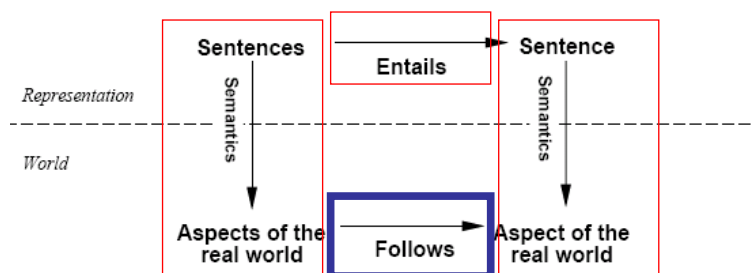 Sentences
Entails
Sentence
Representation
Semantics
Semantics
World
Aspects of the
real world
Follows
Aspect of the
real world